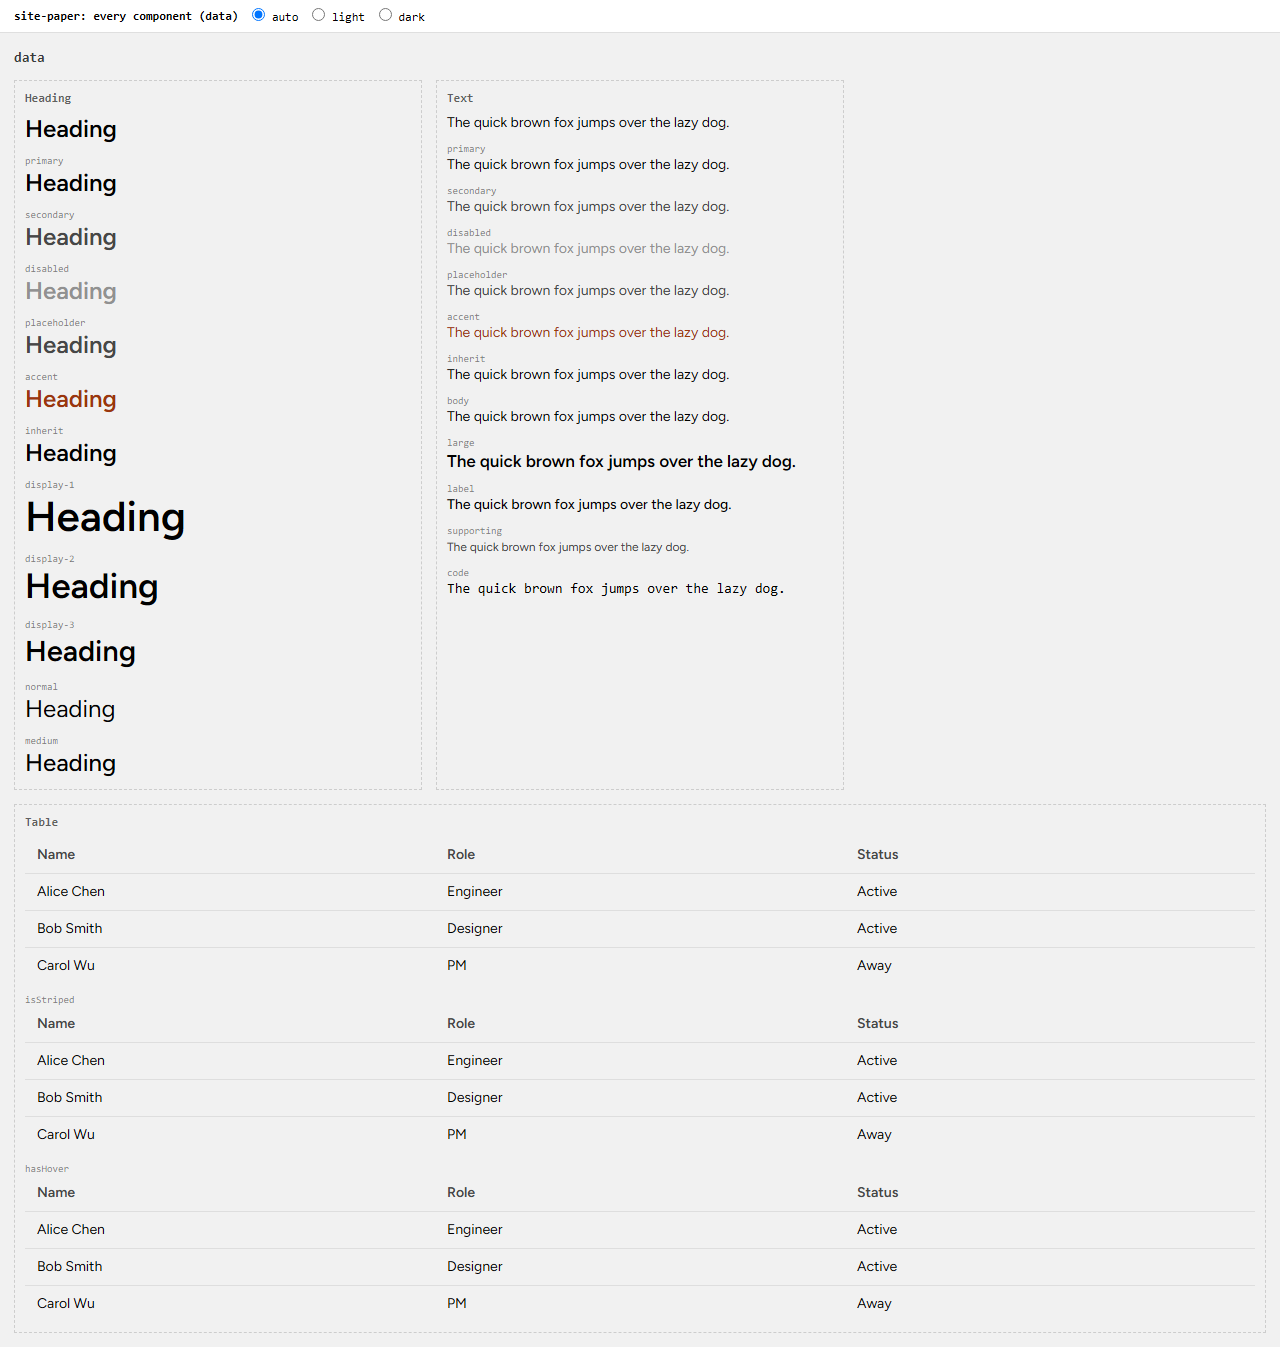 site-paper: every component (data) auto light dark
data
Heading
Heading
primary
Heading
secondary
Heading
disabled
Heading
placeholder
Heading
accent
Heading
inherit
Heading
display-1
Heading
display-2
Heading
display-3
Heading
normal
Heading
medium
Heading
Text
The quick brown fox jumps over the lazy dog.
primary
The quick brown fox jumps over the lazy dog.
secondary
The quick brown fox jumps over the lazy dog.
disabled
The quick brown fox jumps over the lazy dog.
placeholder
The quick brown fox jumps over the lazy dog.
accent
The quick brown fox jumps over the lazy dog.
inherit
The quick brown fox jumps over the lazy dog.
body
The quick brown fox jumps over the lazy dog.
large
The quick brown fox jumps over the lazy dog.
label
The quick brown fox jumps over the lazy dog.
supporting
The quick brown fox jumps over the lazy dog.
code
The quick brown fox jumps over the lazy dog.
Table
Name Role Status
Alice Chen Engineer Active
Bob Smith Designer Active
Carol Wu PM Away
isStriped
Name Role Status
Alice Chen Engineer Active
Bob Smith Designer Active
Carol Wu PM Away
hasHover
Name Role Status
Alice Chen Engineer Active
Bob Smith Designer Active
Carol Wu PM Away